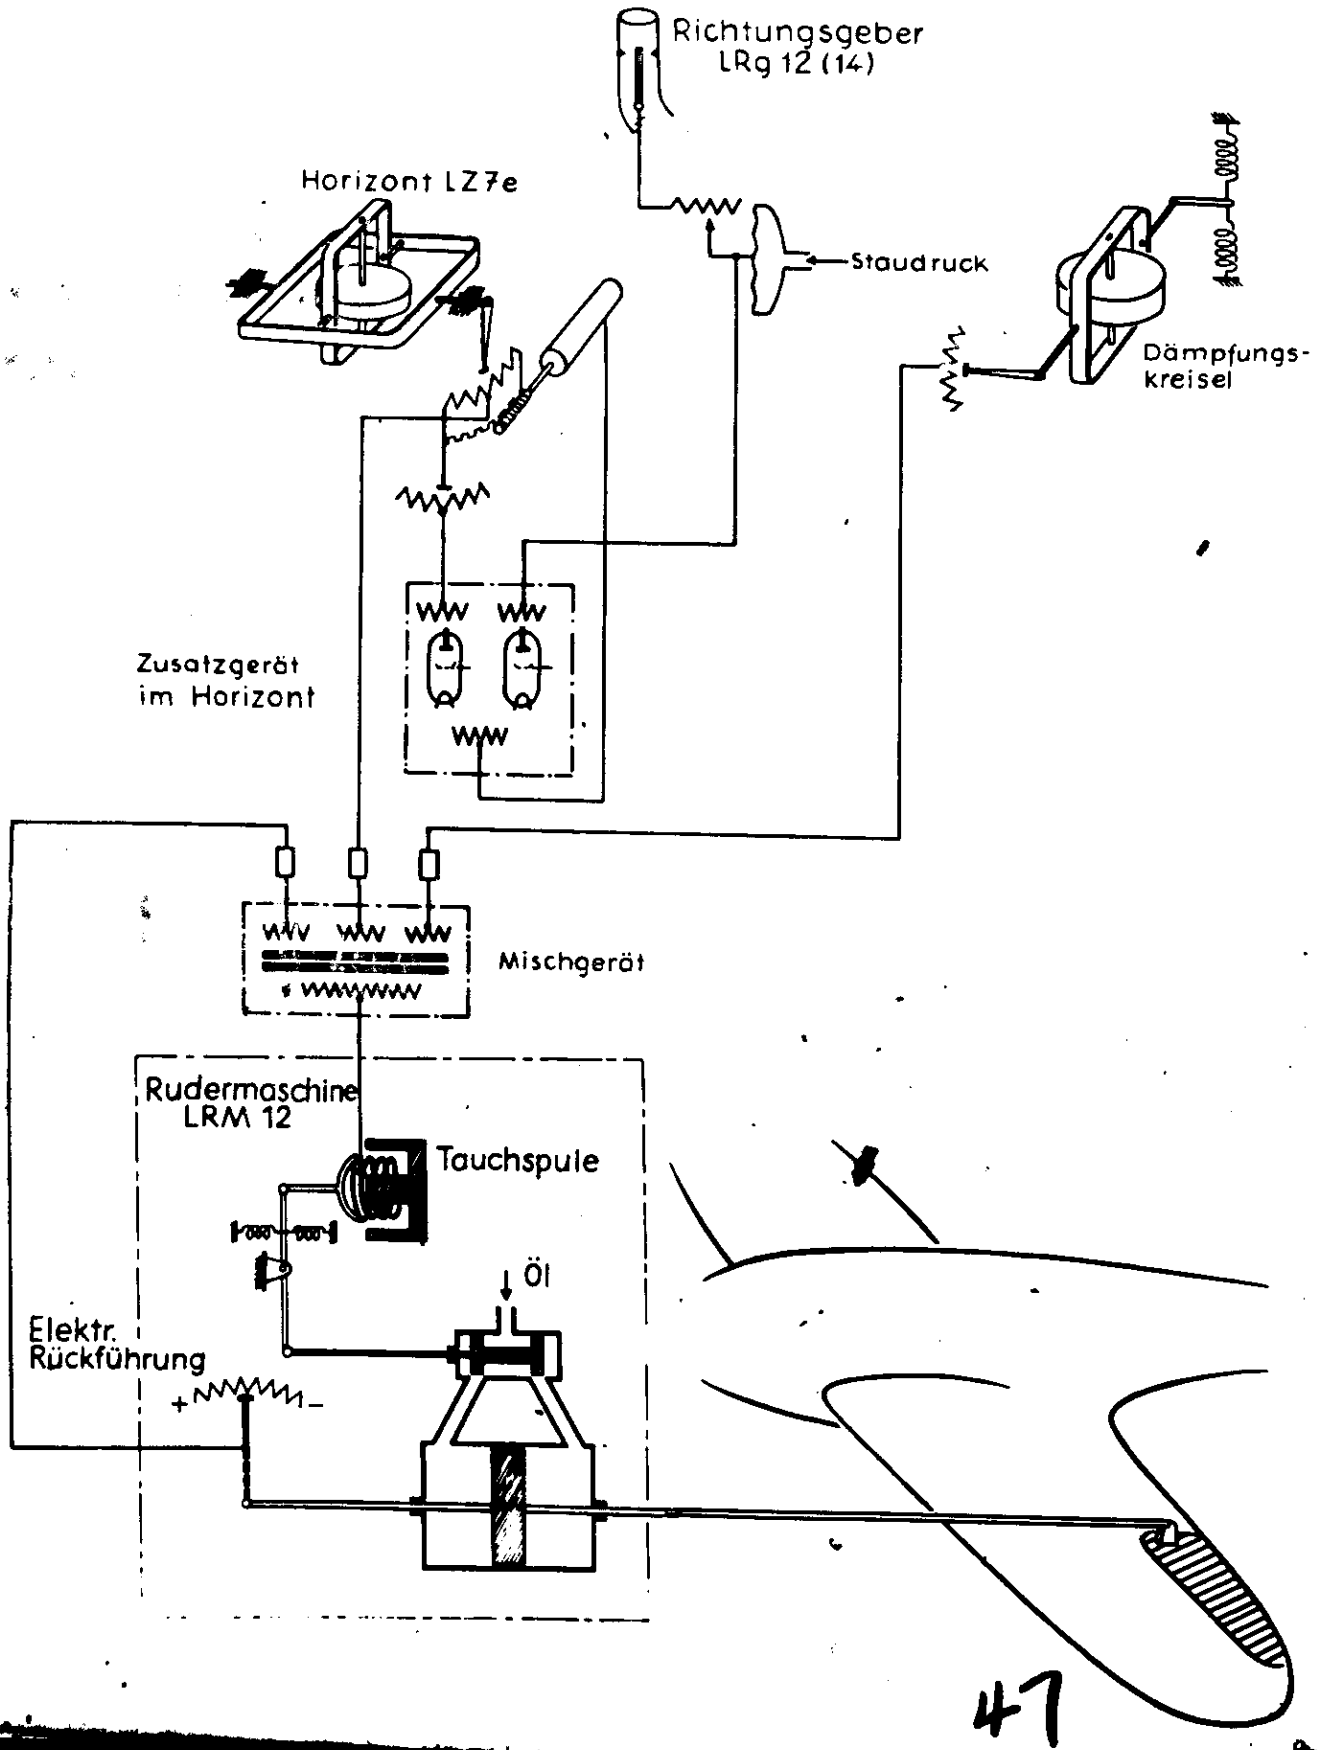 Richtungsgeber
LRg 12 (14)
Horizont LZ7e
Staudruck
Dämpfungs-
kreisel
Zusatzgerät
im Horizont
Mischgerät
Rudermaschine
LRM 12
Tauchspule
Öl
Elektr.
Rückführung
+ -
47